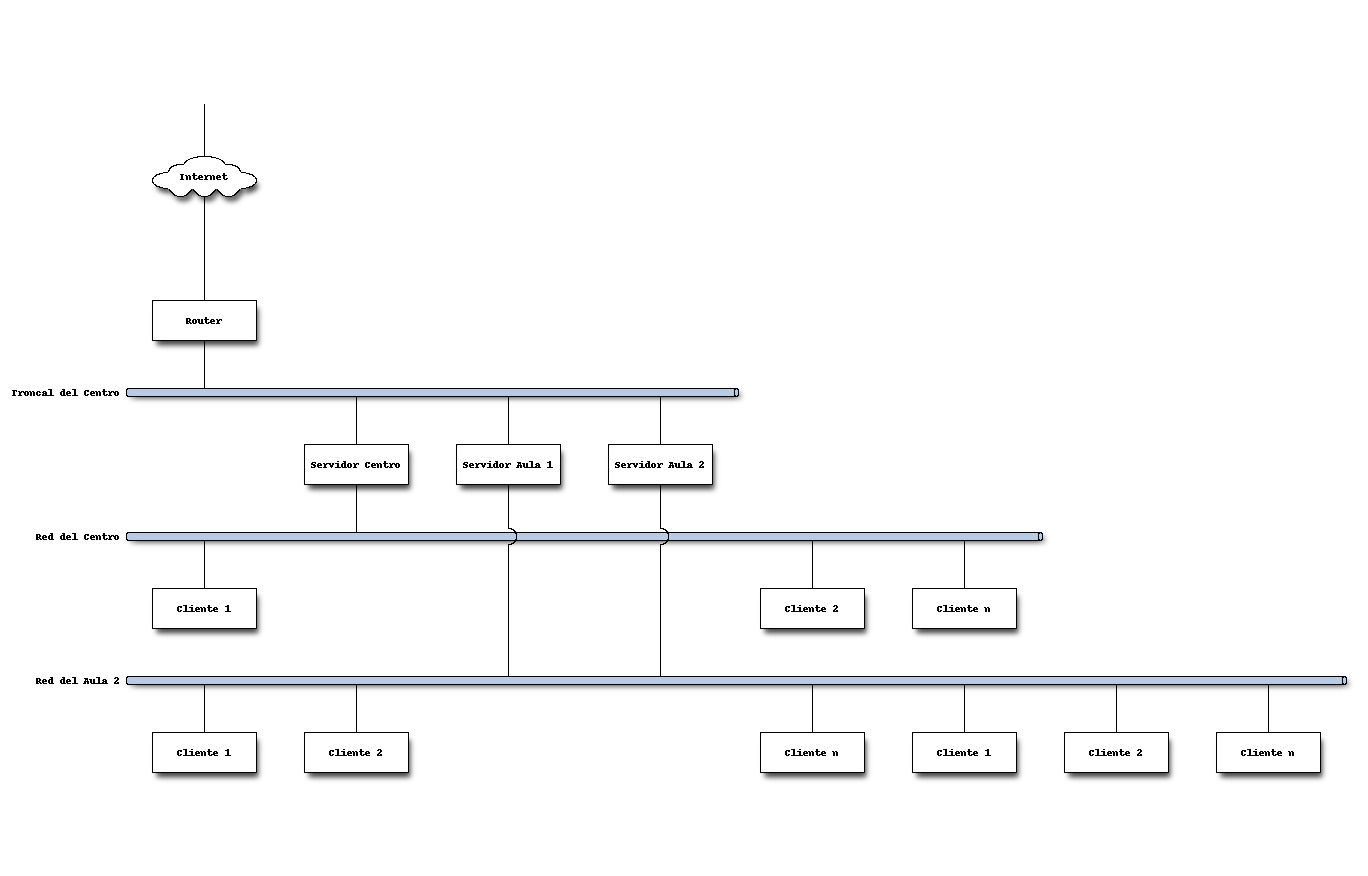 Internet
Router
Troncal del Centro
Servidor Centro
Servidor Aula 1
Servidor Aula 2
Red del Centro
Cliente 1
Cliente 2
Cliente n
Red del Aula 2
Cliente 1
Cliente 2
Cliente n
Cliente 1
Cliente 2
Cliente n